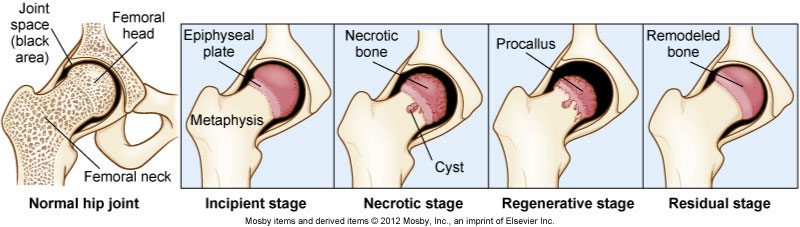 Joint
space
(black
area)
Femoral
head
Femoral neck
Normal hip joint
Epiphyseal
plate
Metaphysis
Incipient stage
Necrotic
bone
Cyst
Necrotic stage
Procallus
Regenerative stage
Remodeled
bone
Residual stage
Mosby items and derived items © 2012 Mosby, Inc., an imprint of Elsevier Inc.